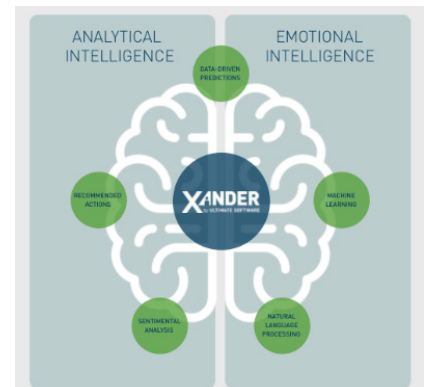 ANALYTICAL
INTELLIGENCE
EMOTIONAL
INTELLIGENCE
DATA-DRIVEN
PREDICTIONS
RECOMMENDED
ACTIONS
XANDER
by ULTIMATE SOFTWARE
MACHINE
LEARNING
SENTIMENTAL
ANALYSIS
NATURAL
LANGUAGE
PROCESSING